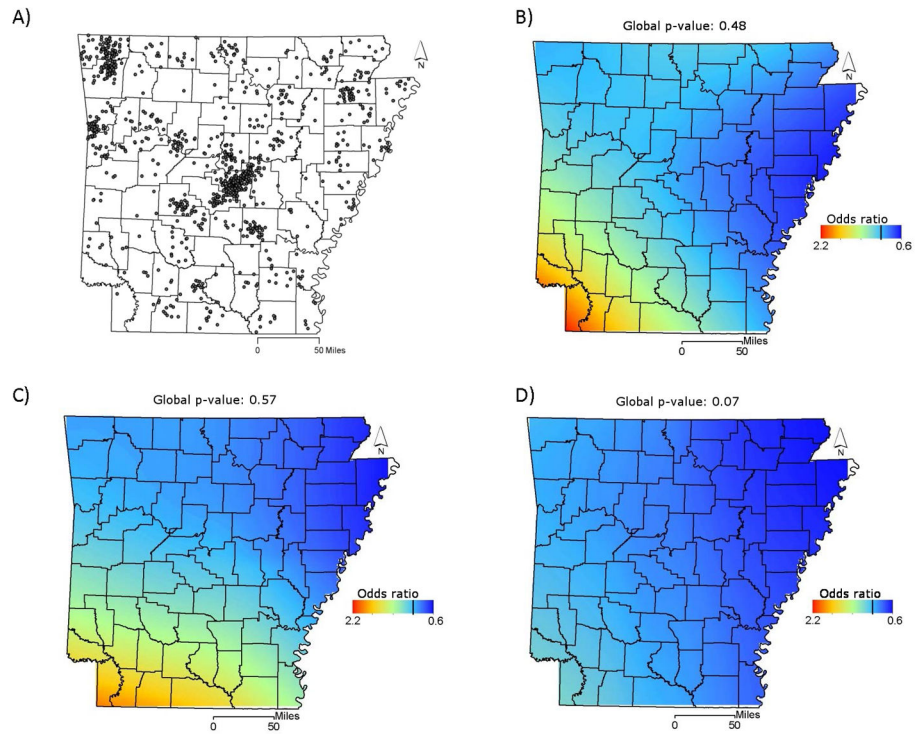 A)
N
0 50 Miles
B)
Global p-value: 0.48
N
Odds ratio
2.2 0.6
Miles
0 50
C)
Global p-value: 0.57
N
Odds ratio
2.2 0.6
Miles
0 50
D)
Global p-value: 0.07
N
Odds ratio
2.2 0.6
Miles
0 50